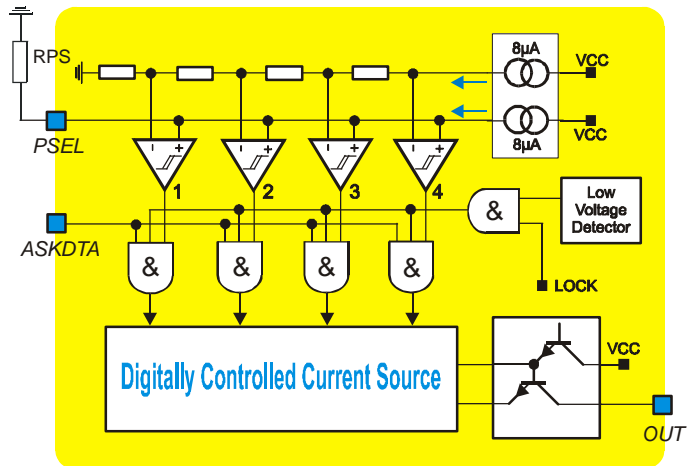 RPS
8µA
VCC
VCC
8µA
PSEL
- +
- +
- +
- +
1
2
3
4
ASKDTA
&
Low
Voltage
Detector
& & & &
LOCK
Digitally Controlled Current Source
VCC
OUT